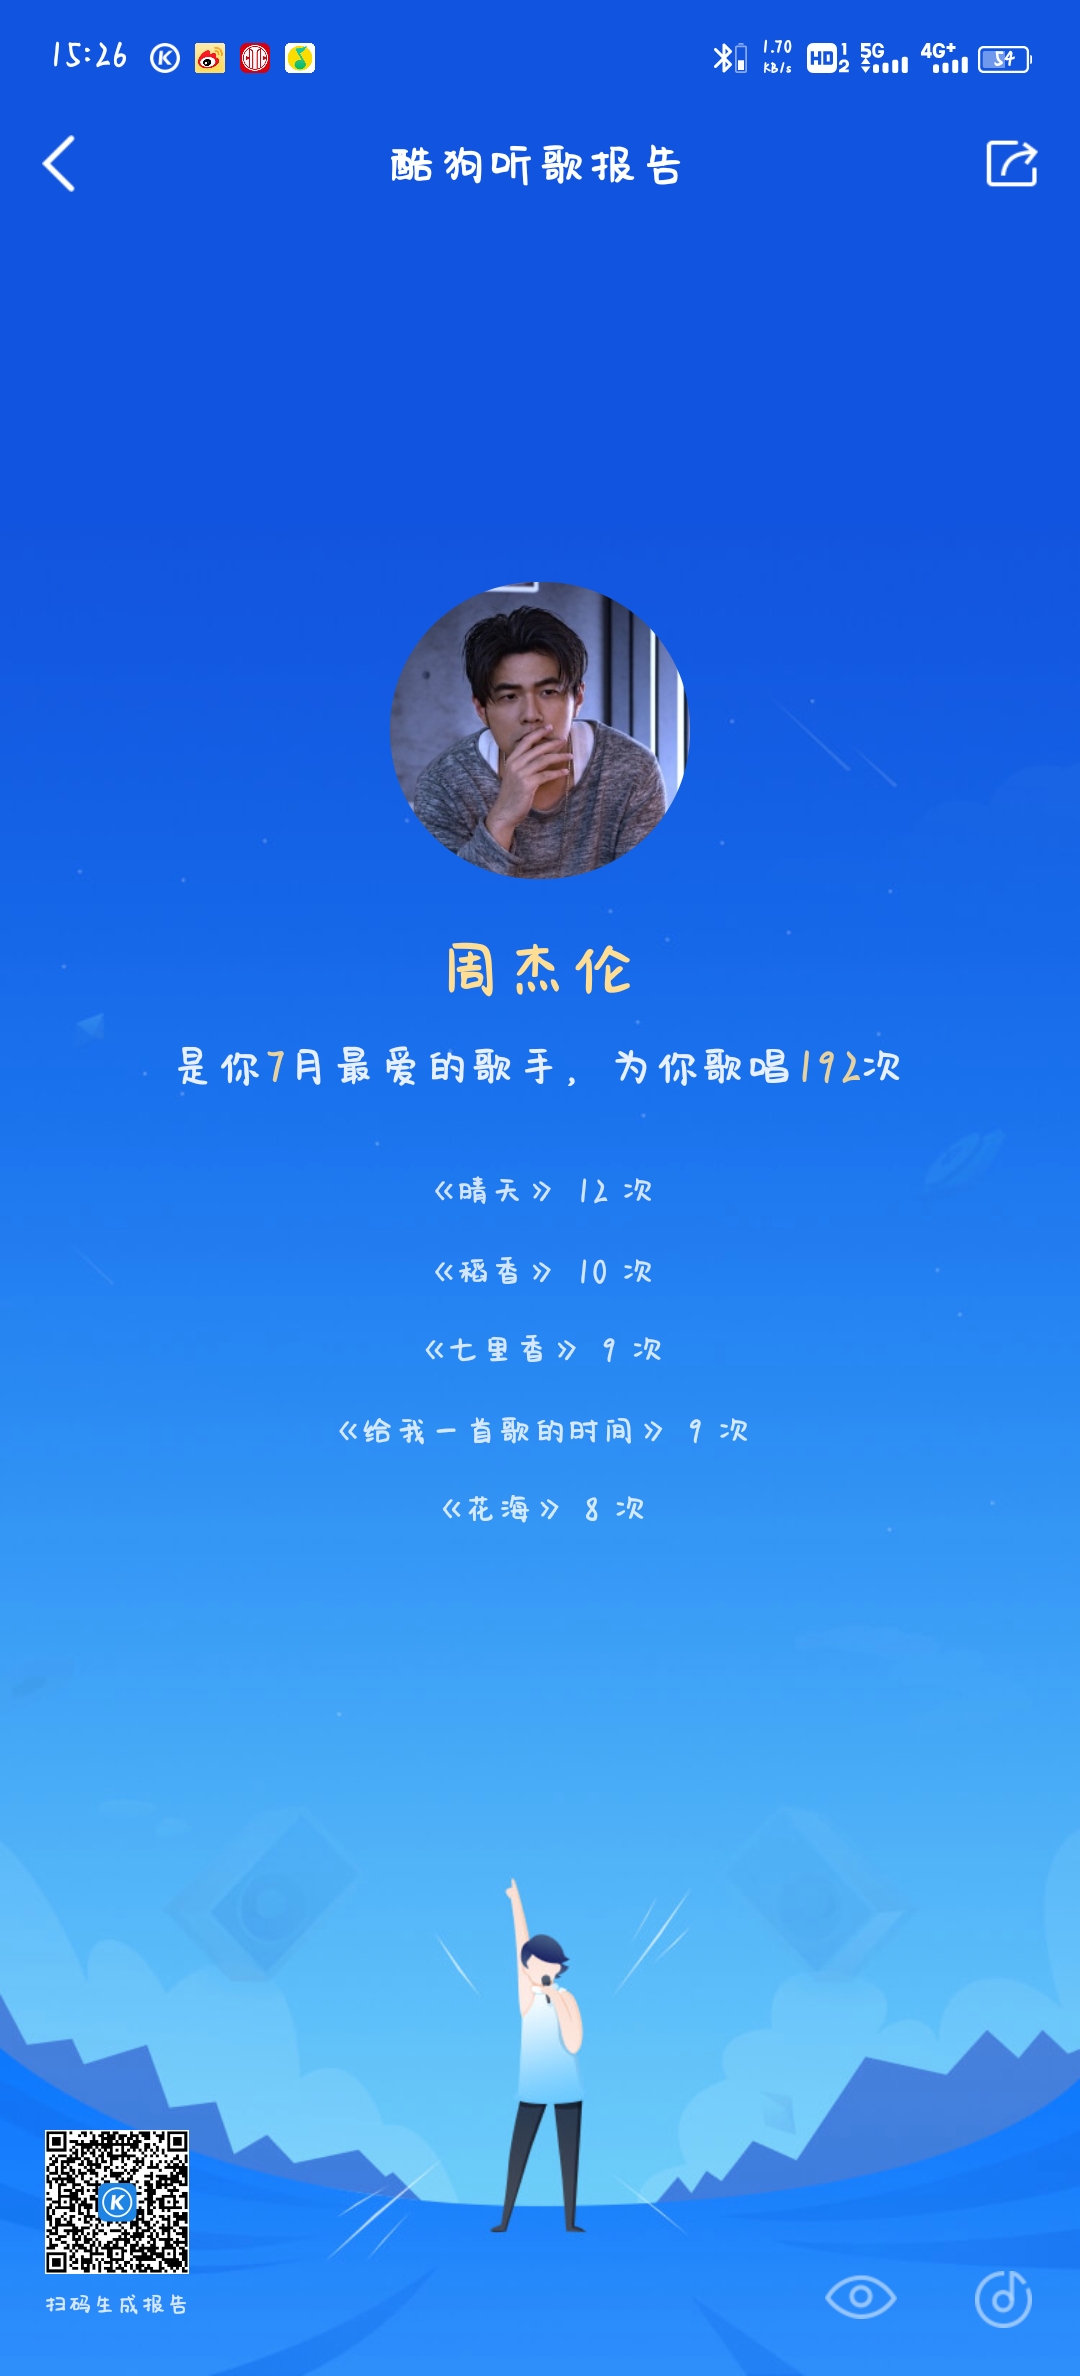 15:26 1.70 KB/s HD 1 2 5G 4G+ 54
酷狗听歌报告
周杰伦
是你7月最爱的歌手，为你歌唱192次
《晴天》 12 次
《稻香》 10 次
《七里香》 9 次
《给我一首歌的时间》 9 次
《花海》 8 次
扫码生成报告